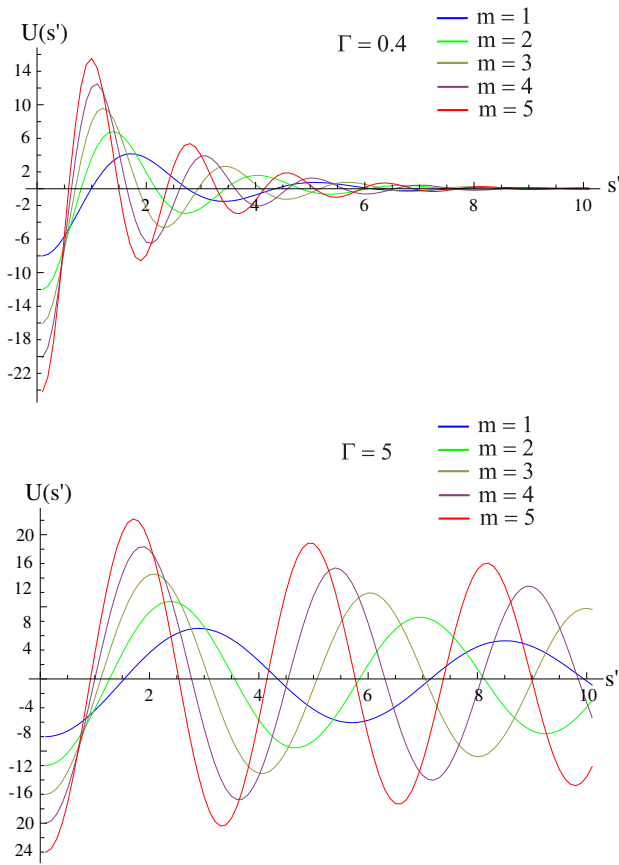 U(s')
Γ = 0.4
m = 1
m = 2
m = 3
m = 4
m = 5
14
10
6
2
-2
-6
-10
-14
-18
-22
2
4
6
8
10
s'
U(s')
Γ = 5
m = 1
m = 2
m = 3
m = 4
m = 5
20
16
12
8
4
-4
-8
-12
-16
-20
24
2
4
6
8
10
s'